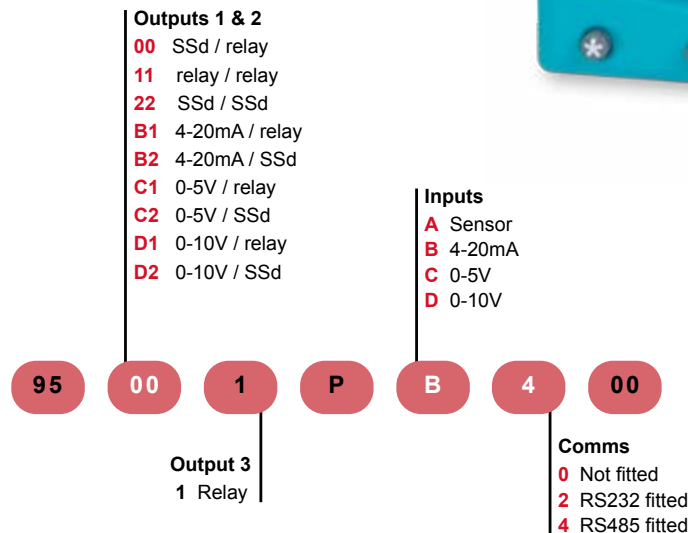 Outputs 1 & 2
00 SSd / relay
11 relay / relay
22 SSd / SSd
B1 4-20mA / relay
B2 4-20mA / SSd
C1 0-5V / relay
C2 0-5V / SSd
D1 0-10V / relay
D2 0-10V / SSd
Inputs
A Sensor
B 4-20mA
C 0-5V
D 0-10V
95 00 1 P B 4 00
Output 3
1 Relay
Comms
0 Not fitted
2 RS232 fitted
4 RS485 fitted